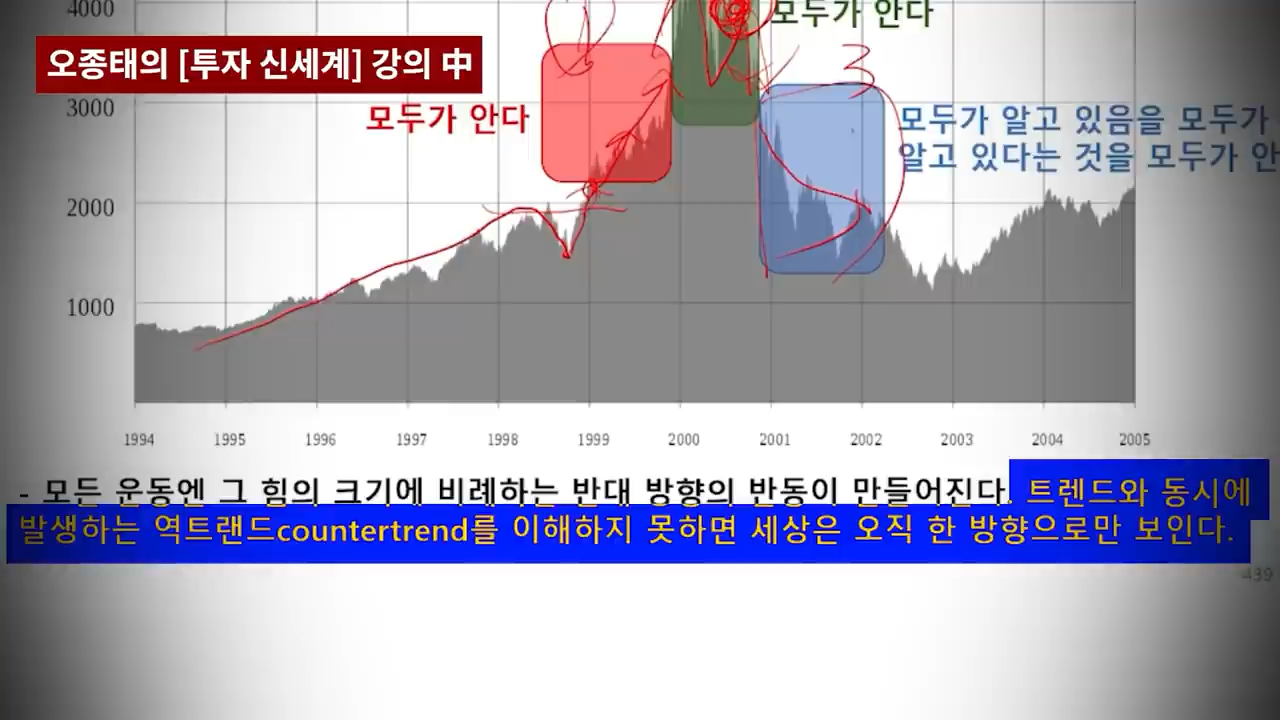 4000
모두가 안다
오종태의 [투자 신세계] 강의 中
3
3000
모두가 안다
모두가 알고 있음을 모두가
알고 있다는 것을 모두가 안
2000
1000
1994 1995 1996 1997 1998 1999 2000 2001 2002 2003 2004 2005
- 모든 운동엔 그 힘의 크기에 비례하는 반대 방향의 반동이 만들어진다. 트렌드와 동시에
발생하는 역트랜드countertrend를 이해하지 못하면 세상은 오직 한 방향으로만 보인다.
439